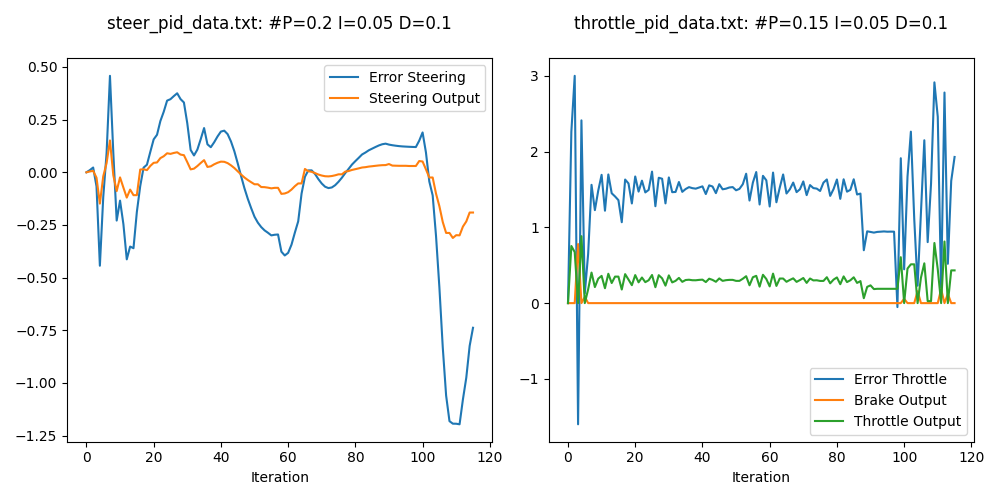 steer_pid_data.txt: #P=0.2 I=0.05 D=0.1
0.50
0.25
0.00
−0.25
−0.50
−0.75
−1.00
−1.25
Error Steering
Steering Output
0 20 40 60 80 100 120
Iteration
throttle_pid_data.txt: #P=0.15 I=0.05 D=0.1
3
2
1
0
−1
Error Throttle
Brake Output
Throttle Output
0 20 40 60 80 100 120
Iteration